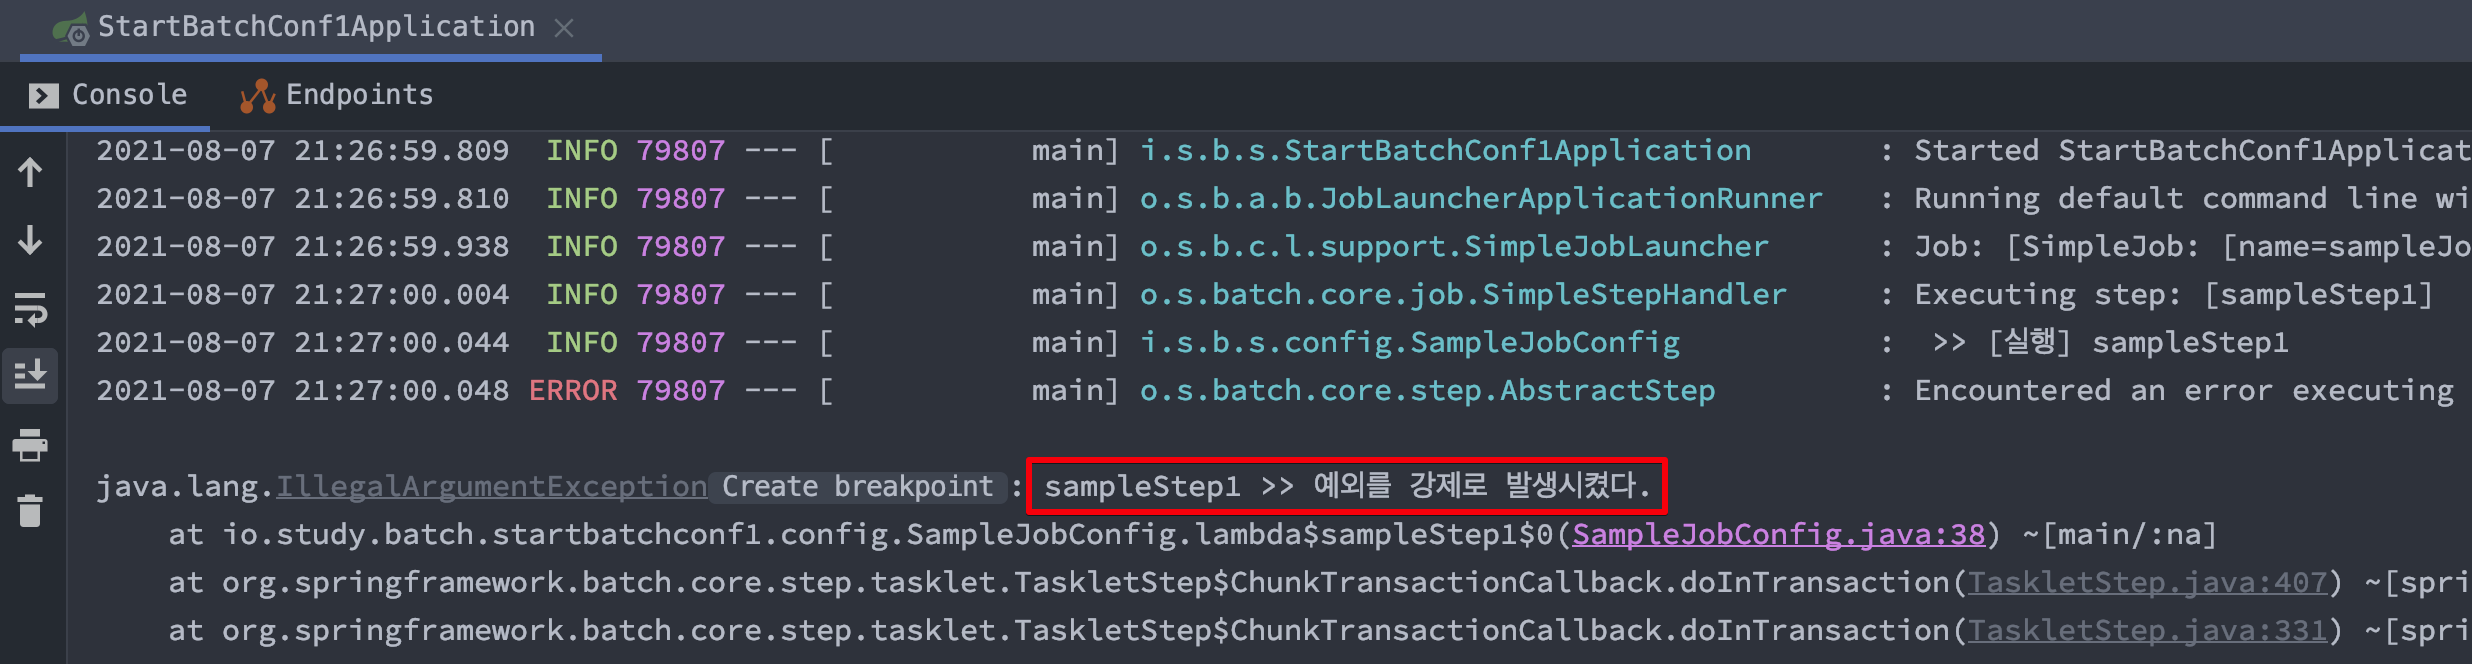 StartBatchConf1Application
Console Endpoints
2021-08-07 21:26:59.809  INFO 79807 --- [           main] i.s.b.s.StartBatchConf1Application       : Started StartBatchConf1Applicat
2021-08-07 21:26:59.810  INFO 79807 --- [           main] o.s.b.a.b.JobLauncherApplicationRunner   : Running default command line wi
2021-08-07 21:26:59.938  INFO 79807 --- [           main] o.s.b.c.l.support.SimpleJobLauncher      : Job: [SimpleJob: [name=sampleJo
2021-08-07 21:27:00.004  INFO 79807 --- [           main] o.s.batch.core.job.SimpleStepHandler     : Executing step: [sampleStep1]
2021-08-07 21:27:00.044  INFO 79807 --- [           main] i.s.b.s.config.SampleJobConfig           :  >> [실행] sampleStep1
2021-08-07 21:27:00.048 ERROR 79807 --- [           main] o.s.batch.core.step.AbstractStep         : Encountered an error executing
java.lang.IllegalArgumentException Create breakpoint : sampleStep1 >> 예외를 강제로 발생시켰다.
at io.study.batch.startbatchconf1.config.SampleJobConfig.lambda$sampleStep1$0(SampleJobConfig.java:38) ~[main/:na]
at org.springframework.batch.core.step.tasklet.TaskletStep$ChunkTransactionCallback.doInTransaction(TaskletStep.java:407) ~[spri
at org.springframework.batch.core.step.tasklet.TaskletStep$ChunkTransactionCallback.doInTransaction(TaskletStep.java:331) ~[spri